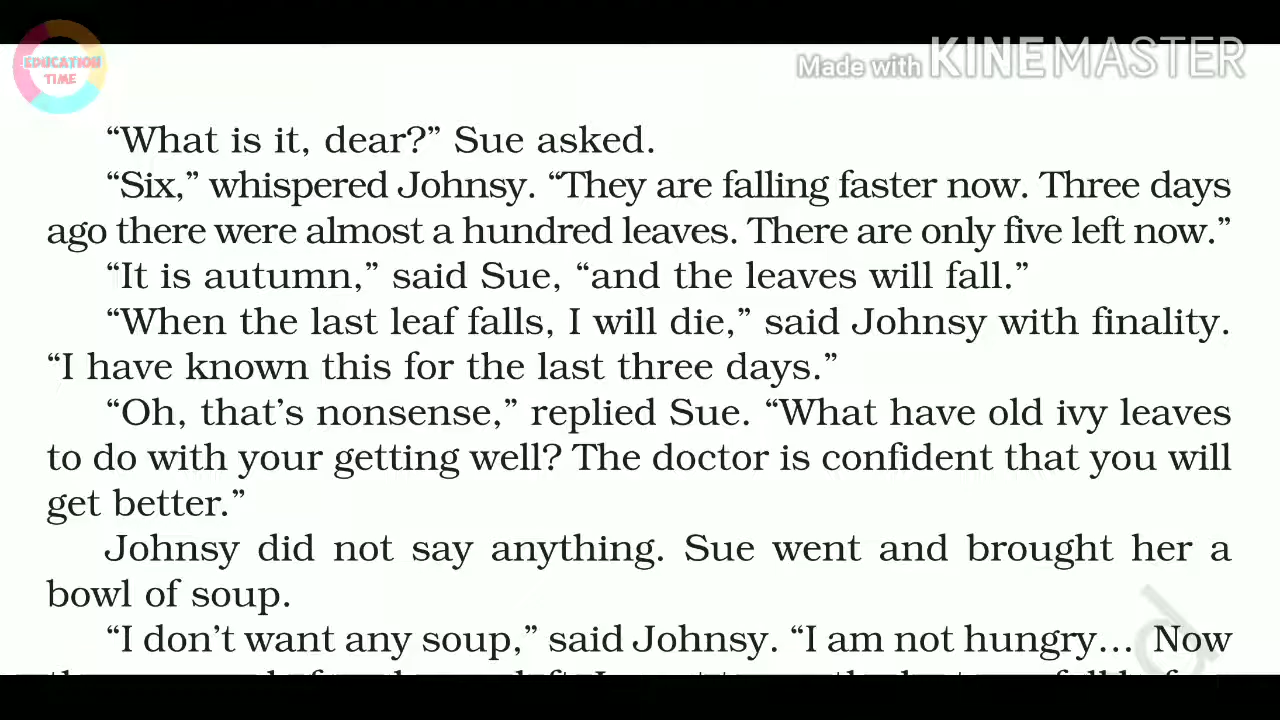 EDUCATION
TIME
Made with KINEMASTER
“What is it, dear?” Sue asked.
“Six,” whispered Johnsy. “They are falling faster now. Three days
ago there were almost a hundred leaves. There are only five left now.”
“It is autumn,” said Sue, “and the leaves will fall.”
“When the last leaf falls, I will die,” said Johnsy with finality.
“I have known this for the last three days.”
“Oh, that’s nonsense,” replied Sue. “What have old ivy leaves
to do with your getting well? The doctor is confident that you will
get better.”
Johnsy did not say anything. Sue went and brought her a
bowl of soup.
“I don’t want any soup,” said Johnsy. “I am not hungry... Now